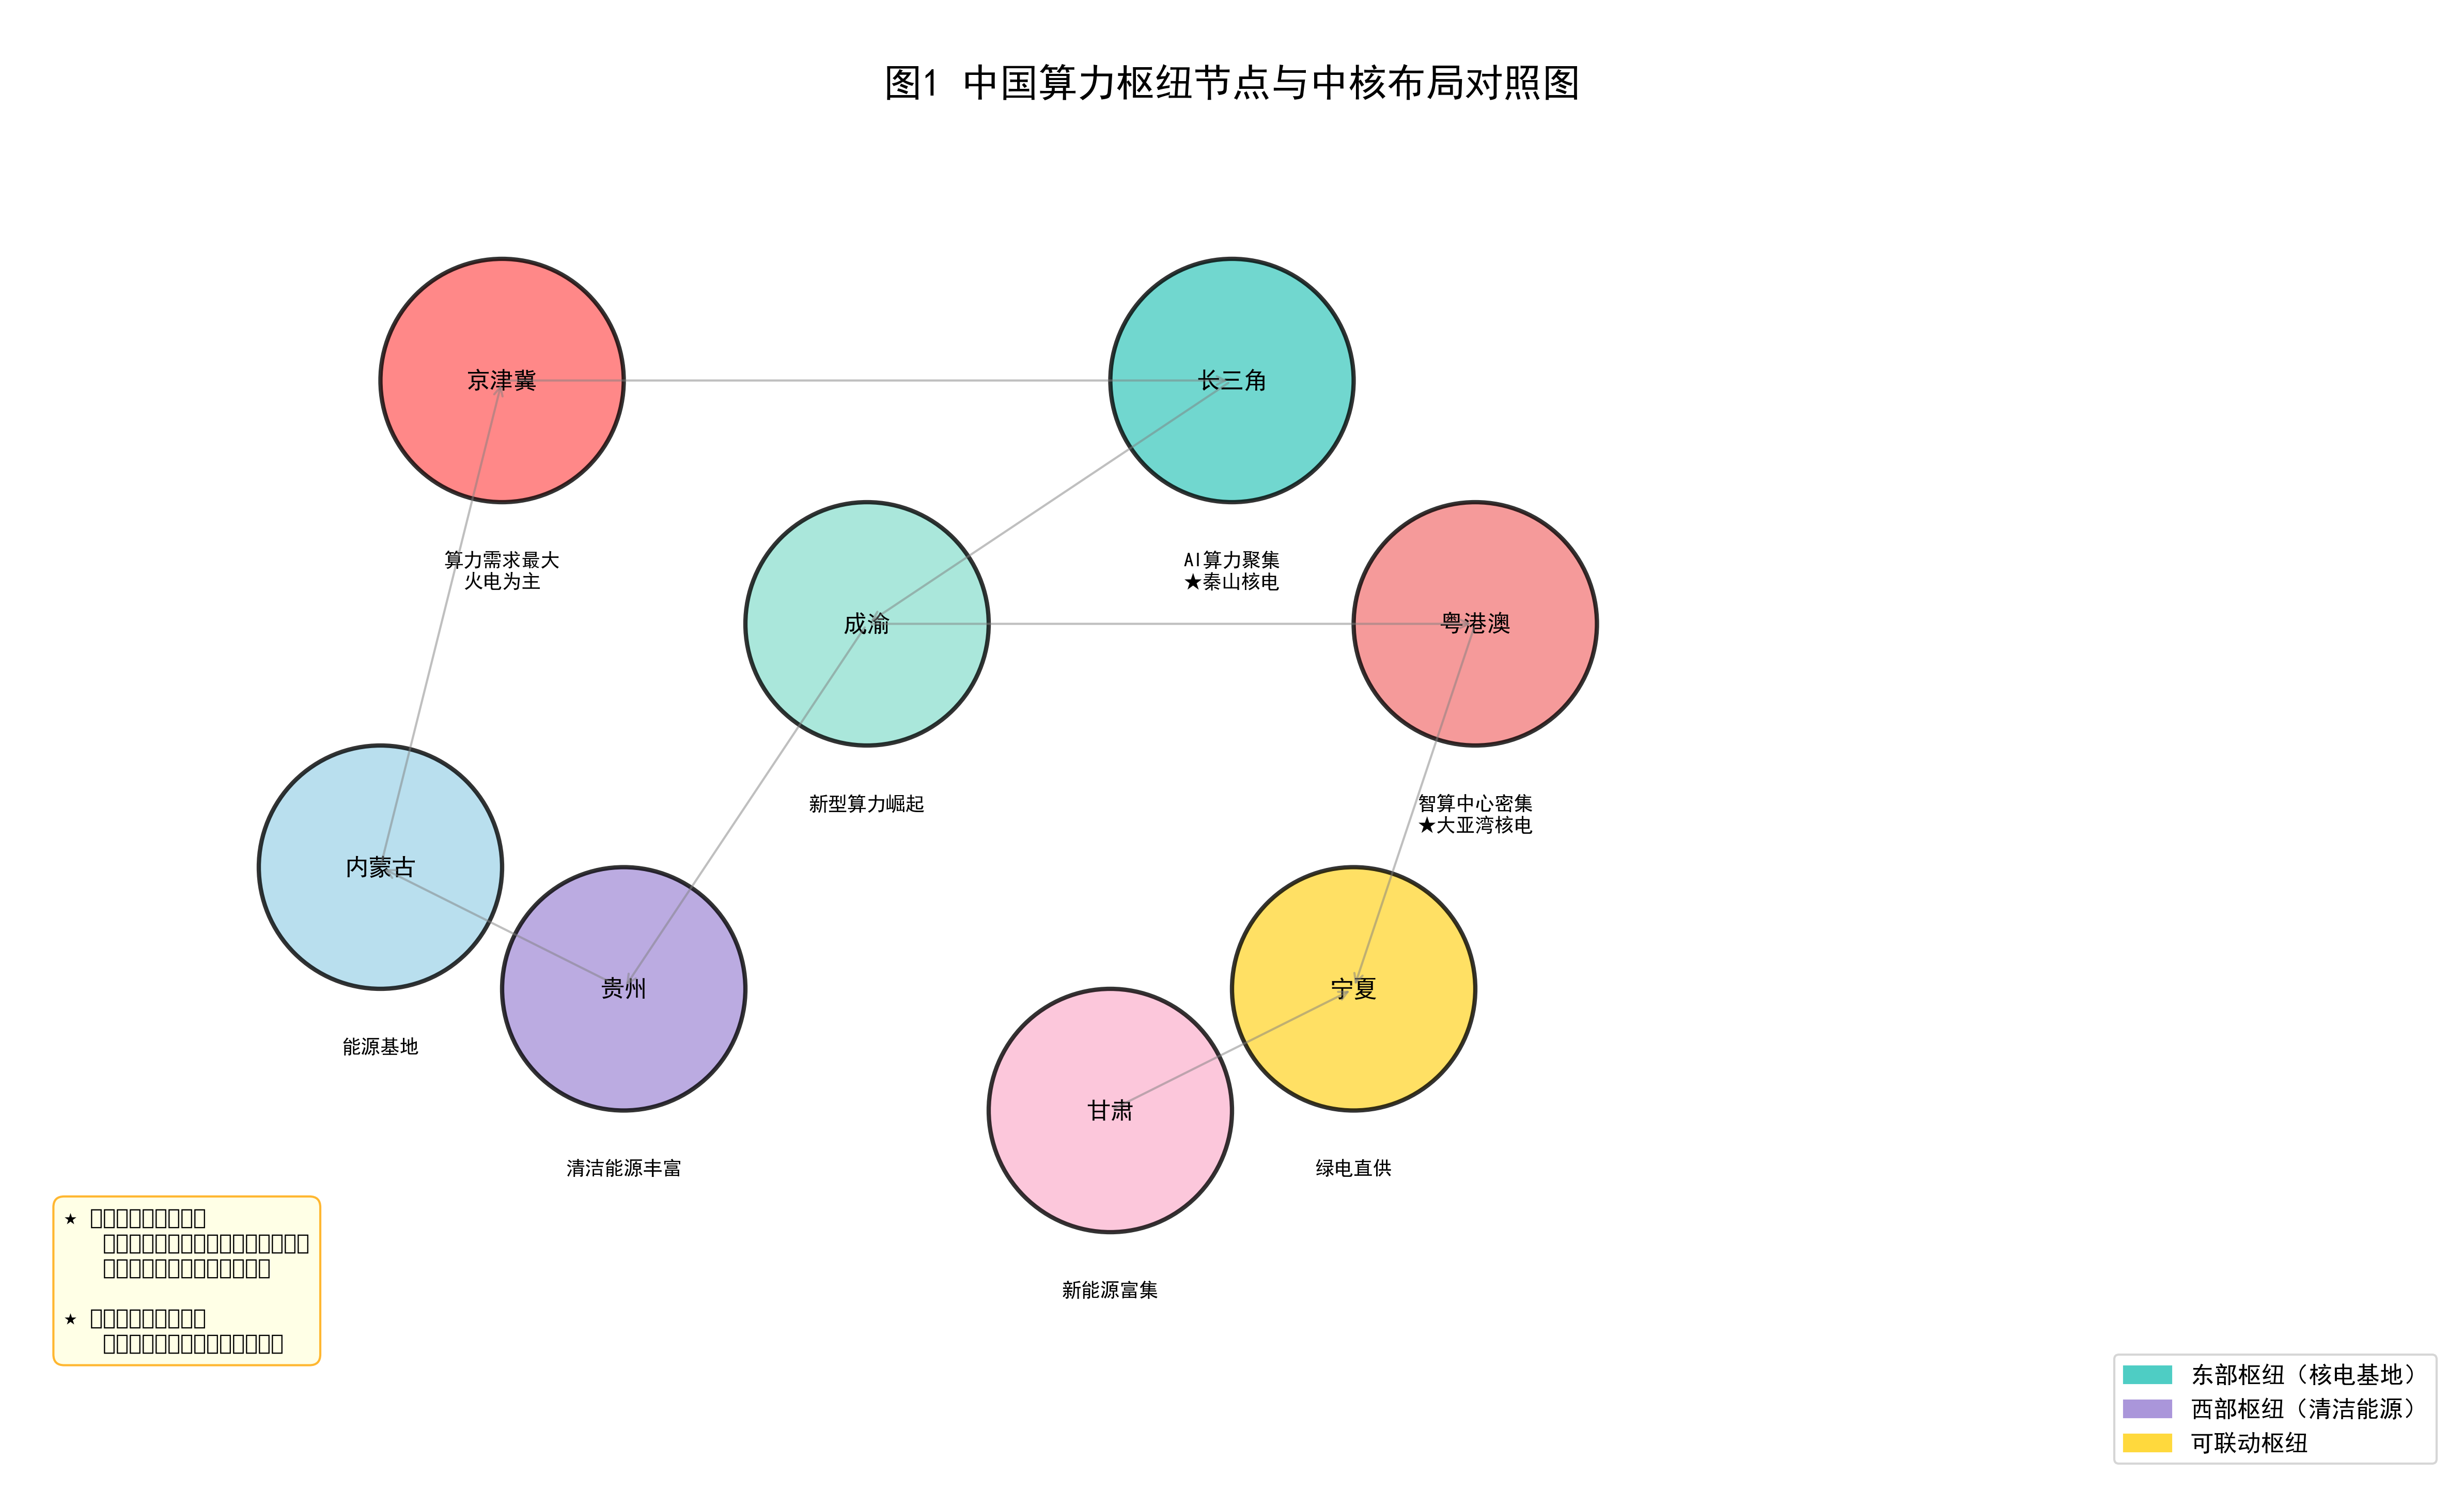 图1 中国算力枢纽节点与中核布局对照图
京津冀
长三角
算力需求最大
火电为主
AI算力聚集
★秦山核电
成渝
粤港澳
新型算力崛起
智算中心密集
★大亚湾核电
内蒙古
贵州
宁夏
能源基地
甘肃
清洁能源丰富
绿电直供
新能源富集
★
★
东部枢纽（核电基地）
西部枢纽（清洁能源）
可联动枢纽